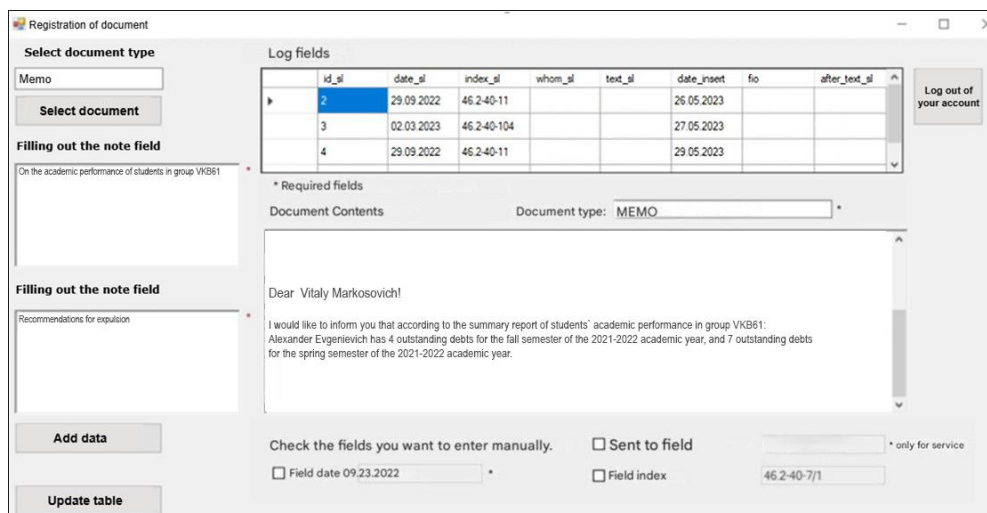 Registration of document
Select document type
Memo
Select document
Filling out the note field
On the academic performance of students in group VKB61
*
Filling out the note field
Recommendations for expulsion
*
Add data
Update table
Log fields
id_sl date_sl index_sl whom_sl text_sl date_insert fio after_text_sl
2 29.09.2022 46.2-40-11 26.05.2023
3 02.03.2023 46.2-40-104 27.05.2023
4 29.09.2022 46.2-40-11 29.05.2023
Log out of
your account
* Required fields
Document Contents Document type: MEMO *
Dear Vitaly Markosovich!
I would like to inform you that according to the summary report of students` academic performance in group VKB61:
Alexander Evgenievich has 4 outstanding debts for the fall semester of the 2021-2022 academic year, and 7 outstanding debts
for the spring semester of the 2021-2022 academic year.
Check the fields you want to enter manually. Sent to field * only for service
Field date 09.23.2022 * Field index 46.2-40-7/1